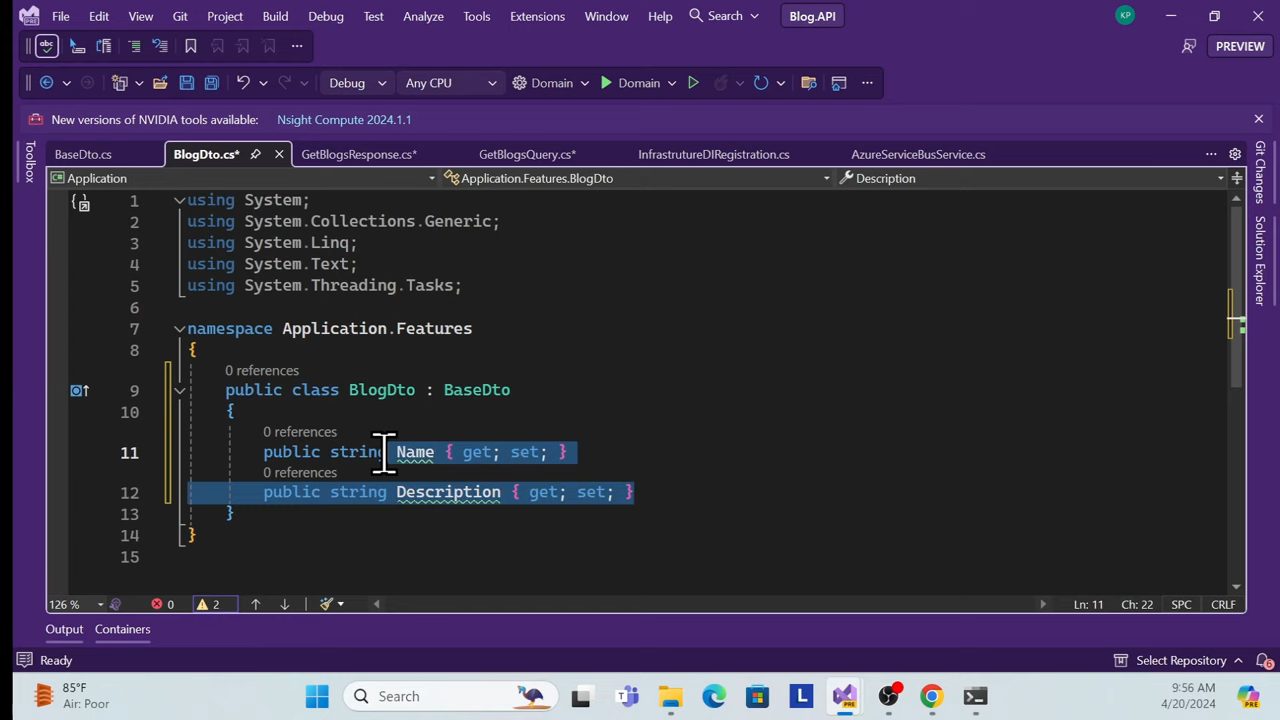 File Edit View Git Project Build Debug Test Analyze Tools Extensions Window Help Search Blog.API KP
abc PREVIEW
Debug Any CPU Domain Domain
New versions of NVIDIA tools available: Nsight Compute 2024.1.1
BaseDto.cs BlogDto.cs* GetBlogsResponse.cs* GetBlogsQuery.cs* InfrastrutureDIRegistration.cs AzureServiceBusService.cs
Application Application.Features.BlogDto Description
Toolbox
Git Changes
Solution Explorer
1 using System;
2 using System.Collections.Generic;
3 using System.Linq;
4 using System.Text;
5 using System.Threading.Tasks;
6
7 namespace Application.Features
8 {
0 references
9 public class BlogDto : BaseDto
10 {
0 references
11 public string Name { get; set; }
0 references
12 public string Description { get; set; }
13 }
14 }
15
126 % 0 2 Ln: 11 Ch: 22 SPC CRLF
Output Containers
Ready Select Repository 6
85°F
Air: Poor
Search
L
PRE
PRE
9:56 AM
4/20/2024